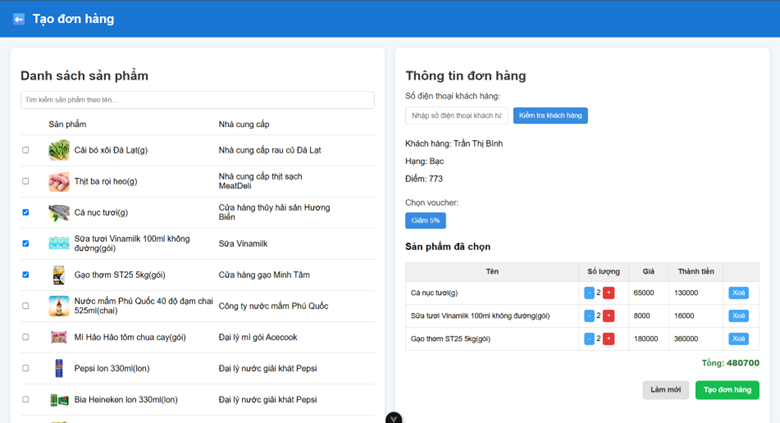 Tạo đơn hàng
Danh sách sản phẩm
Tìm kiếm sản phẩm theo tên...
Sản phẩm Nhà cung cấp
Cải bó xôi Đà Lạt(g) Nhà cung cấp rau củ Đà Lạt
Thịt ba rọi heo(g) Nhà cung cấp thịt sạch
MeatDeli
Cá nục tươi(g) Cửa hàng thủy hải sản Hương
Biển
Sữa tươi Vinamilk 100ml không
đường(gói) Sữa Vinamilk
Gạo thơm ST25 5kg(gói) Cửa hàng gạo Minh Tâm
Nước mắm Phú Quốc 40 độ đạm chai
525ml(chai) Công ty nước mắm Phú Quốc
Mì Hảo Hảo tôm chua cay(gói) Đại lý mì gói Acecook
Pepsi lon 330ml(lon) Đại lý nước giải khát Pepsi
Bia Heineken lon 330ml(lon) Đại lý nước giải khát Pepsi
Thông tin đơn hàng
Số điện thoại khách hàng:
Nhập số điện thoại khách hà Kiểm tra khách hàng
Khách hàng: Trần Thị Bình
Hạng: Bạc
Điểm: 773
Chọn voucher:
Giảm 5%
Sản phẩm đã chọn
Tên Số lượng Giá Thành tiền
Cá nục tươi(g) - 2 + 65000 130000 Xoá
Sữa tươi Vinamilk 100ml không đường(gói) - 2 + 8000 16000 Xoá
Gạo thơm ST25 5kg(gói) - 2 + 180000 360000 Xoá
Tổng: 480700
Làm mới Tạo đơn hàng